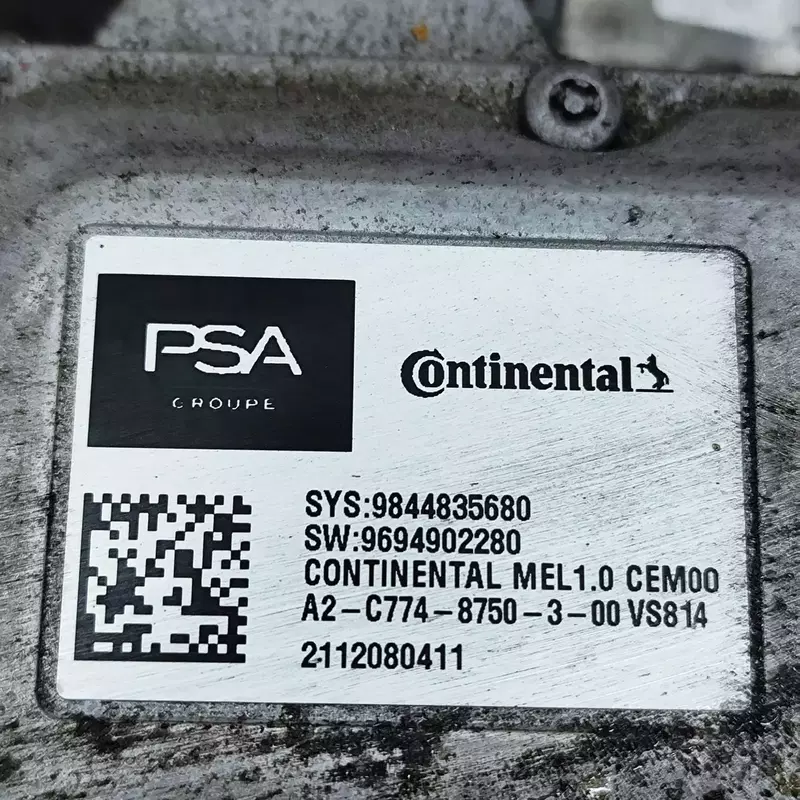 PSA
GROUPE
Continental
SYS:9844835680
SW:9694902280
CONTINENTAL MEL1.0 CEM00
A2-C774-8750-3-00 VS814
2112080411